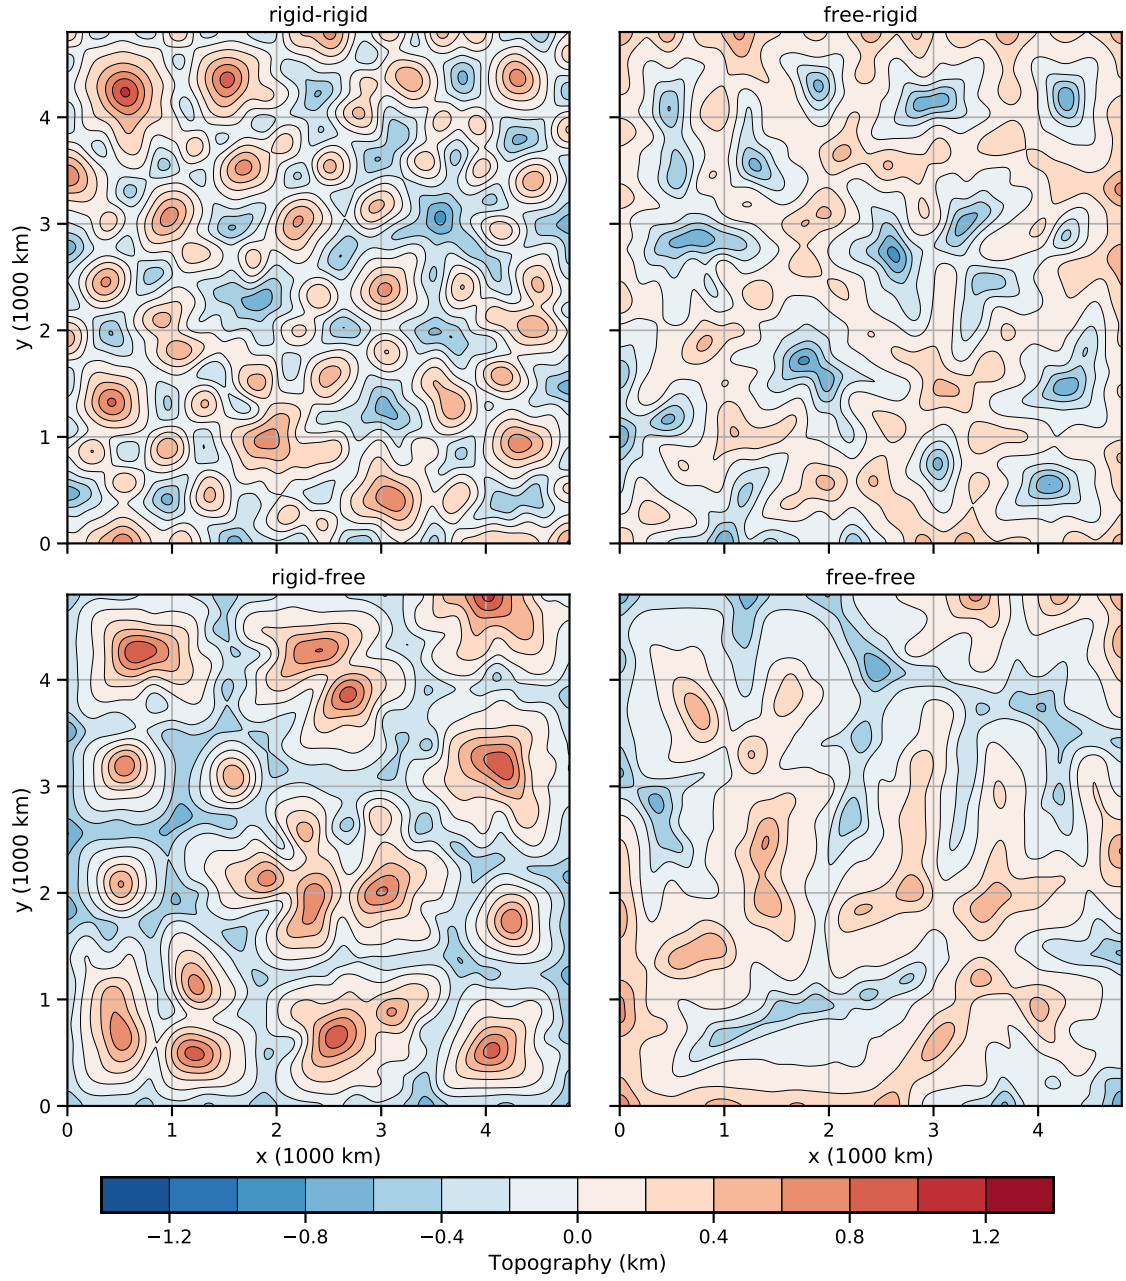 rigid-rigid
free-rigid
4
3
2
1
0
y (1000 km)
rigid-free
free-free
4
3
2
1
0
y (1000 km)
0 1 2 3 4
0 1 2 3 4
x (1000 km)
x (1000 km)
−1.2 −0.8 −0.4 0.0 0.4 0.8 1.2
Topography (km)